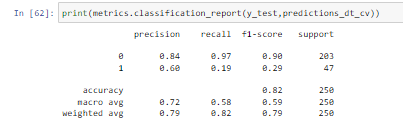 In [62]: print(metrics.classification_report(y_test,predictions_dt_cv))
precision recall f1-score support
0 0.84 0.97 0.90 203
1 0.60 0.19 0.29 47
accuracy 0.82 250
macro avg 0.72 0.58 0.59 250
weighted avg 0.79 0.82 0.79 250